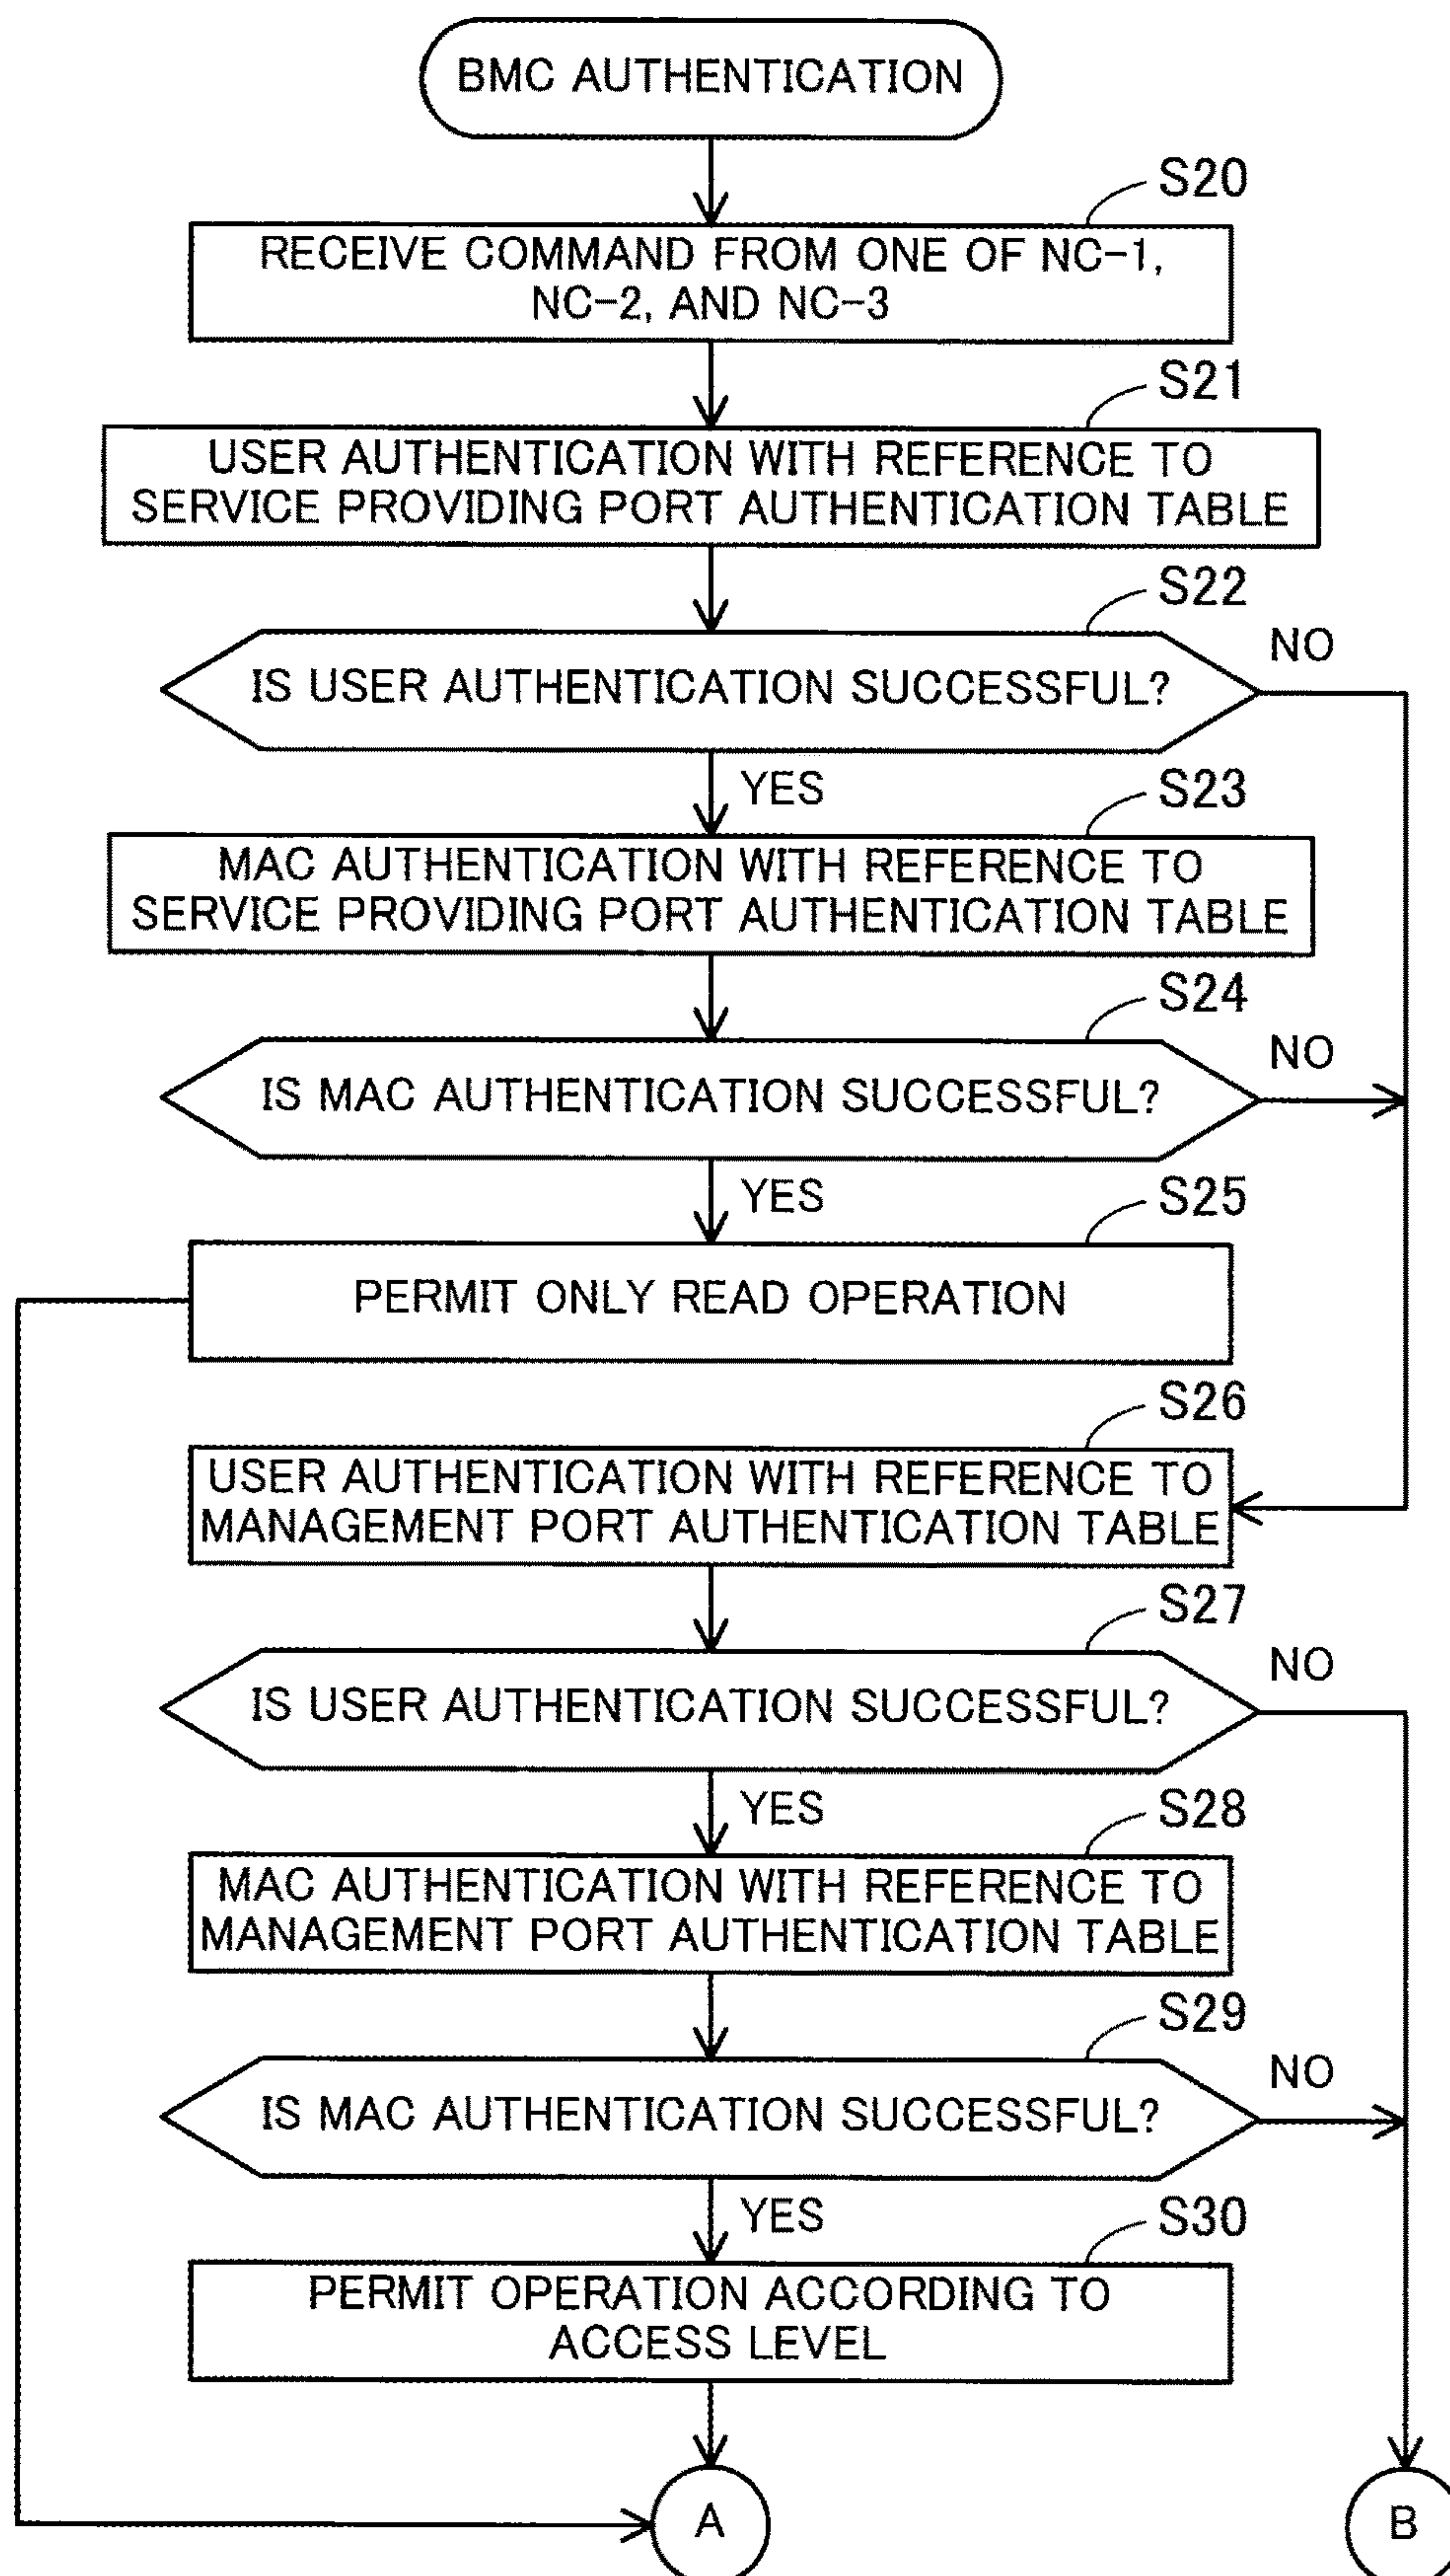 BMC AUTHENTICATION
S20
RECEIVE COMMAND FROM ONE OF NC-1,
NC-2, AND NC-3
S21
USER AUTHENTICATION WITH REFERENCE TO
SERVICE PROVIDING PORT AUTHENTICATION TABLE
S22
IS USER AUTHENTICATION SUCCESSFUL?
NO
YES
S23
MAC AUTHENTICATION WITH REFERENCE TO
SERVICE PROVIDING PORT AUTHENTICATION TABLE
S24
IS MAC AUTHENTICATION SUCCESSFUL?
NO
YES
S25
PERMIT ONLY READ OPERATION
S26
USER AUTHENTICATION WITH REFERENCE TO
MANAGEMENT PORT AUTHENTICATION TABLE
S27
IS USER AUTHENTICATION SUCCESSFUL?
NO
YES
S28
MAC AUTHENTICATION WITH REFERENCE TO
MANAGEMENT PORT AUTHENTICATION TABLE
S29
IS MAC AUTHENTICATION SUCCESSFUL?
NO
YES
S30
PERMIT OPERATION ACCORDING TO
ACCESS LEVEL
A
B